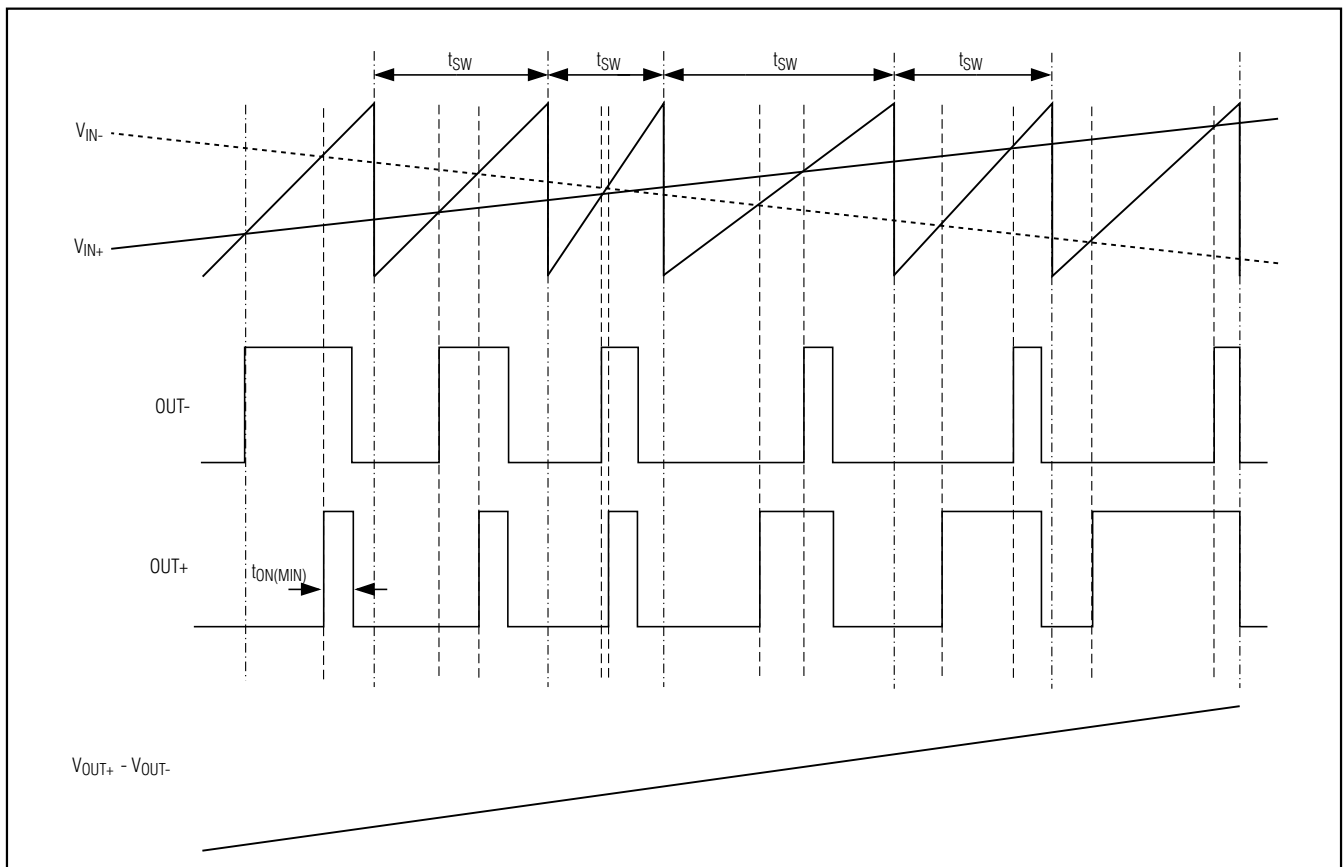 tSW tSW tSW tSW
VIN-
VIN+
OUT-
OUT+
tON(MIN)
VOUT+ - VOUT-